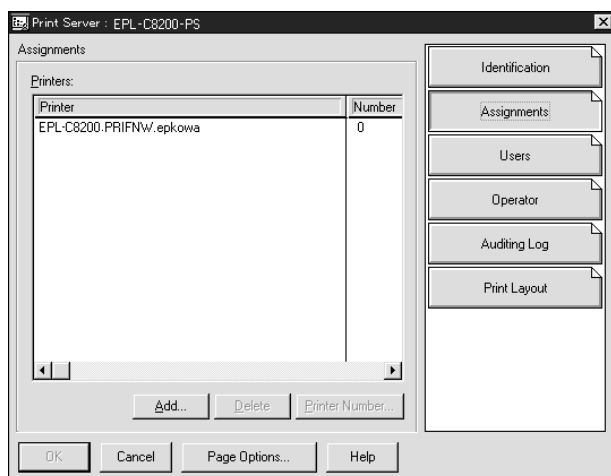 Print Server : EPL-C8200-PS
Assignments
Printers:
Printer Number
EPL-C8200.PRIFNW.epkowa 0
Add... Delete Printer Number...
OK Cancel Page Options... Help
Identification
Assignments
Users
Operator
Auditing Log
Print Layout